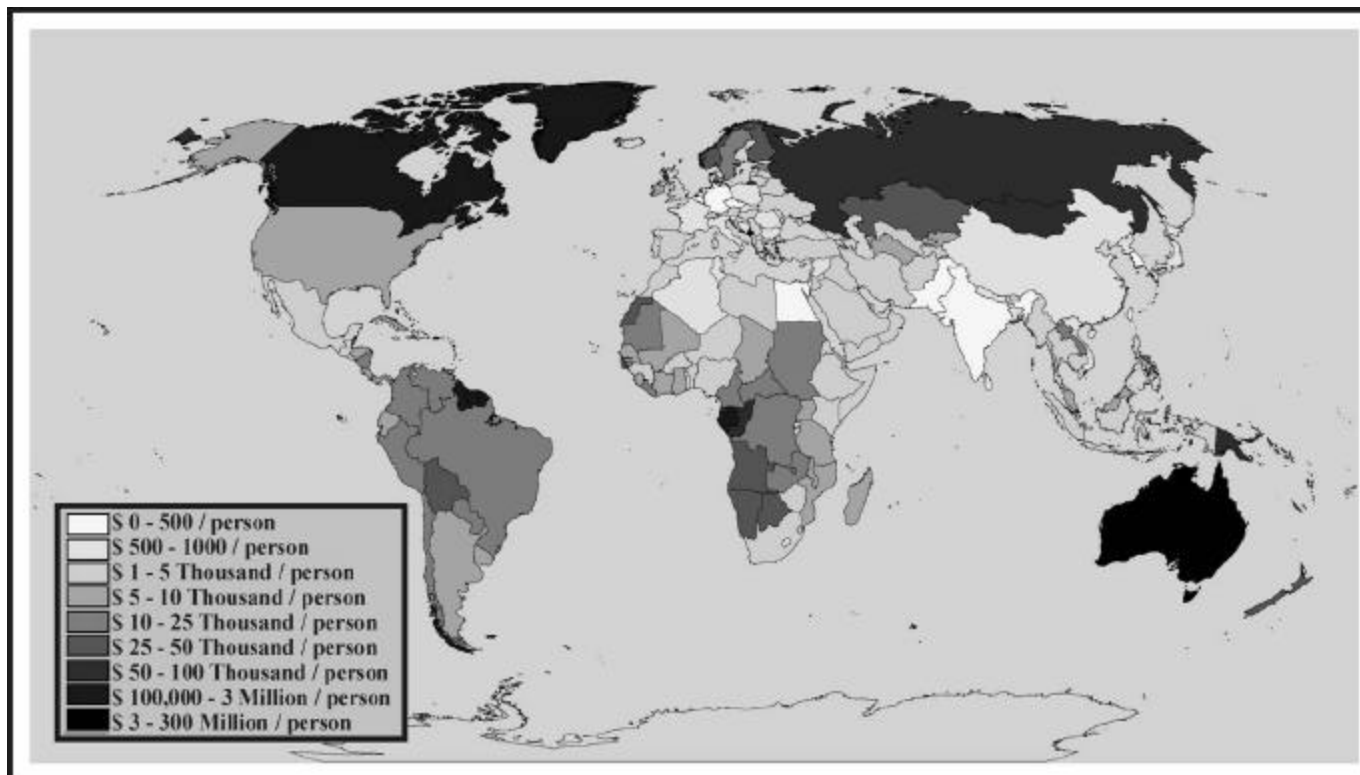 $ 0 - 500 / person
$ 500 - 1000 / person
$ 1 - 5 Thousand / person
$ 5 - 10 Thousand / person
$ 10 - 25 Thousand / person
$ 25 - 50 Thousand / person
$ 50 - 100 Thousand / person
$ 100,000 - 3 Million / person
$ 3 - 300 Million / person